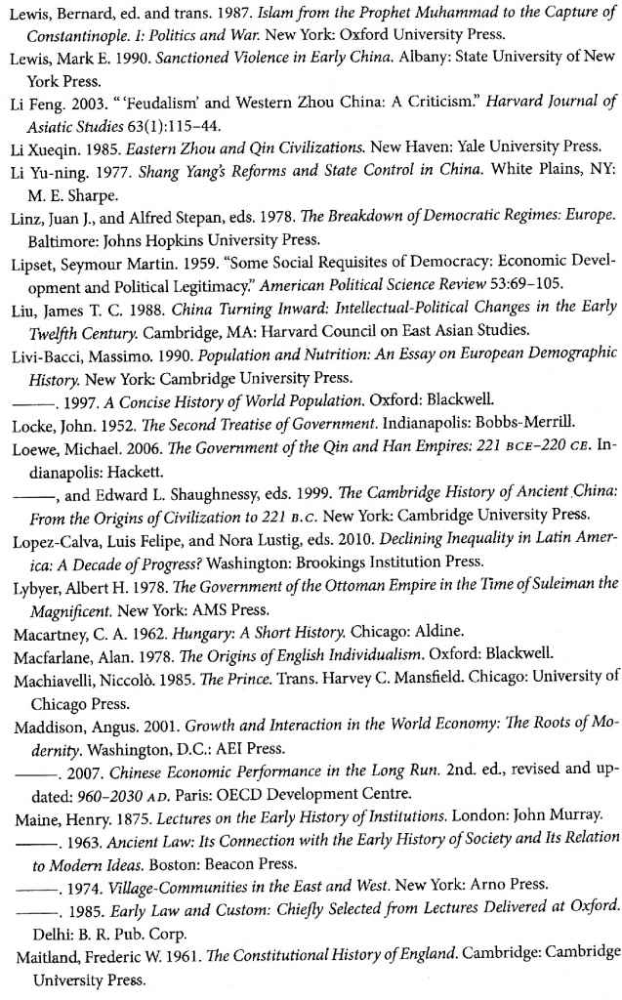 Lewis, Bernard, ed. and trans. 1987. Islam from the Prophet Muhammad to the Capture of
Constantinople. I: Politics and War. New York: Oxford University Press.
Lewis, Mark E. 1990. Sanctioned Violence in Early China. Albany: State University of New
York Press.
Li Feng. 2003. “ ‘Feudalism’ and Western Zhou China: A Criticism.” Harvard Journal of
Asiatic Studies 63(1):115–44.
Li Xueqin. 1985. Eastern Zhou and Qin Civilizations. New Haven: Yale University Press.
Li Yu-ning. 1977. Shang Yang’s Reforms and State Control in China. White Plains, NY:
M. E. Sharpe.
Linz, Juan J., and Alfred Stepan, eds. 1978. The Breakdown of Democratic Regimes: Europe.
Baltimore: Johns Hopkins University Press.
Lipset, Seymour Martin. 1959. “Some Social Requisites of Democracy: Economic Devel-
opment and Political Legitimacy.” American Political Science Review 53:69–105.
Liu, James T. C. 1988. China Turning Inward: Intellectual-Political Changes in the Early
Twelfth Century. Cambridge, MA: Harvard Council on East Asian Studies.
Livi-Bacci, Massimo. 1990. Population and Nutrition: An Essay on European Demographic
History. New York: Cambridge University Press.
———. 1997. A Concise History of World Population. Oxford: Blackwell.
Locke, John. 1952. The Second Treatise of Government. Indianapolis: Bobbs-Merrill.
Loewe, Michael. 2006. The Government of the Qin and Han Empires: 221 BCE–220 CE. In-
dianapolis: Hackett.
———, and Edward L. Shaughnessy, eds. 1999. The Cambridge History of Ancient China:
From the Origins of Civilization to 221 B.C. New York: Cambridge University Press.
Lopez-Calva, Luis Felipe, and Nora Lustig, eds. 2010. Declining Inequality in Latin Amer-
ica: A Decade of Progress? Washington: Brookings Institution Press.
Lybyer, Albert H. 1978. The Government of the Ottoman Empire in the Time of Suleiman the
Magnificent. New York: AMS Press.
Macartney, C. A. 1962. Hungary: A Short History. Chicago: Aldine.
Macfarlane, Alan. 1978. The Origins of English Individualism. Oxford: Blackwell.
Machiavelli, Niccolò. 1985. The Prince. Trans. Harvey C. Mansfield. Chicago: University of
Chicago Press.
Maddison, Angus. 2001. Growth and Interaction in the World Economy: The Roots of Mo-
dernity. Washington, D.C.: AEI Press.
———. 2007. Chinese Economic Performance in the Long Run. 2nd. ed., revised and up-
dated: 960–2030 AD. Paris: OECD Development Centre.
Maine, Henry. 1875. Lectures on the Early History of Institutions. London: John Murray.
———. 1963. Ancient Law: Its Connection with the Early History of Society and Its Relation
to Modern Ideas. Boston: Beacon Press.
———. 1974. Village-Communities in the East and West. New York: Arno Press.
———. 1985. Early Law and Custom: Chiefly Selected from Lectures Delivered at Oxford.
Delhi: B. R. Pub. Corp.
Maitland, Frederic W. 1961. The Constitutional History of England. Cambridge: Cambridge
University Press.